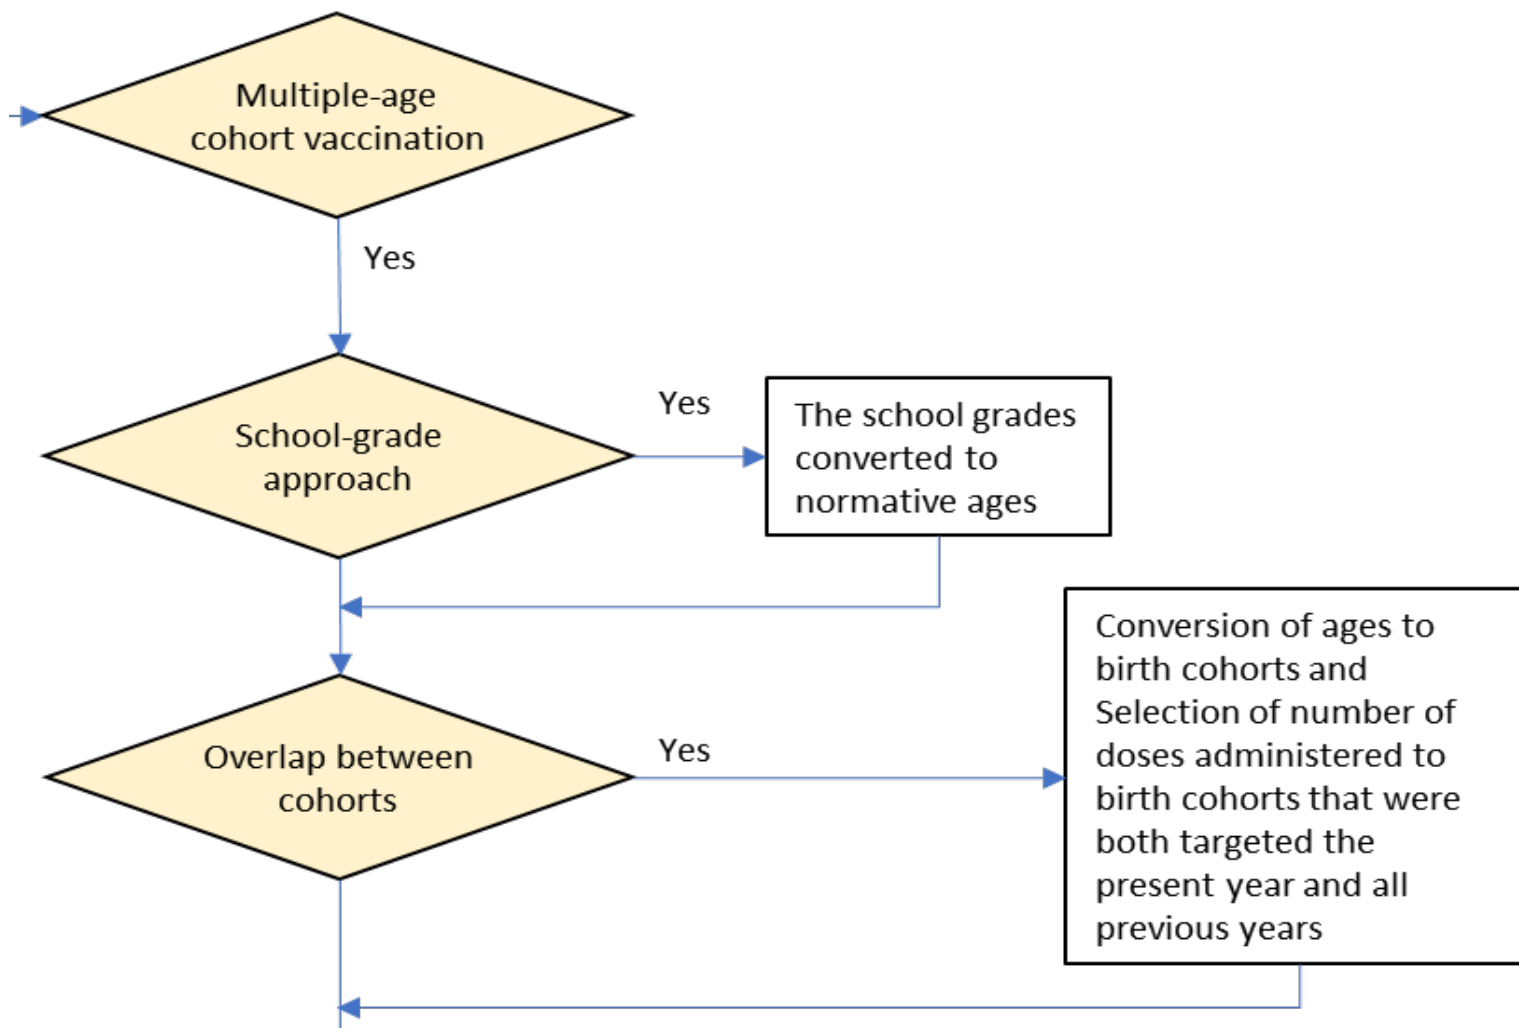 Multiple-age
cohort vaccination
Yes
School-grade
approach
Yes
The school grades
converted to
normative ages
Overlap between
cohorts
Yes
Conversion of ages to
birth cohorts and
Selection of number of
doses administered to
birth cohorts that were
both targeted the
present year and all
previous years